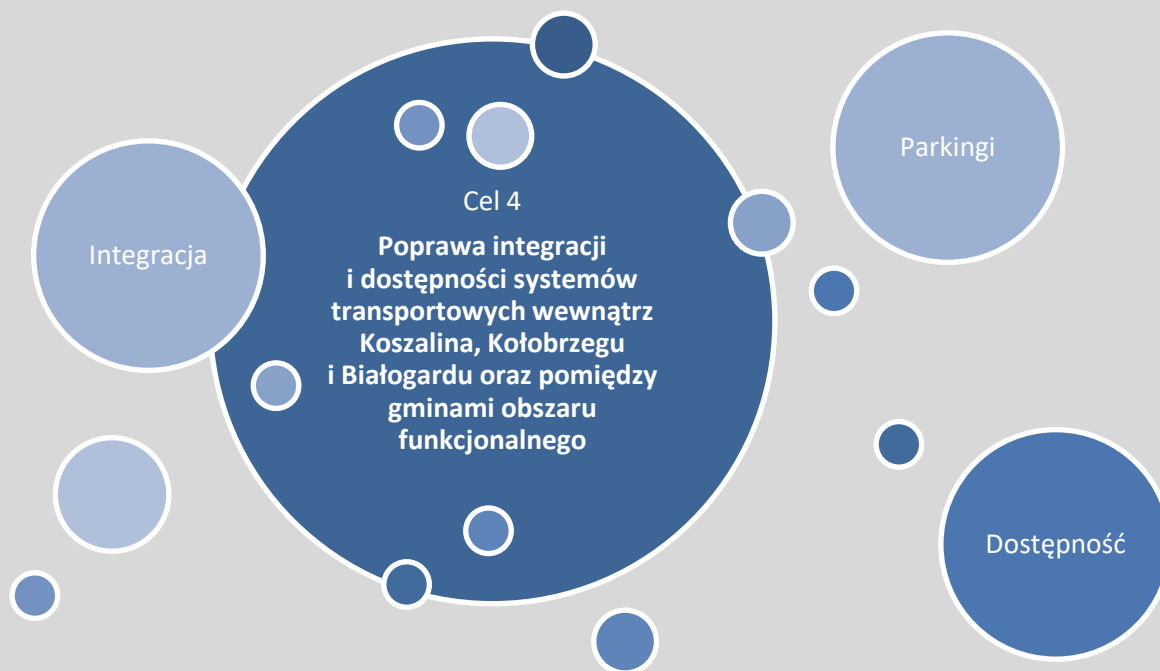 Cel 4
Poprawa integracji
i dostępności systemów
transportowych wewnątrz
Koszalina, Kołobrzegu
i Białogardu oraz pomiędzy
gminami obszaru
funkcjonalnego
Integracja
Parkingi
Dostępność